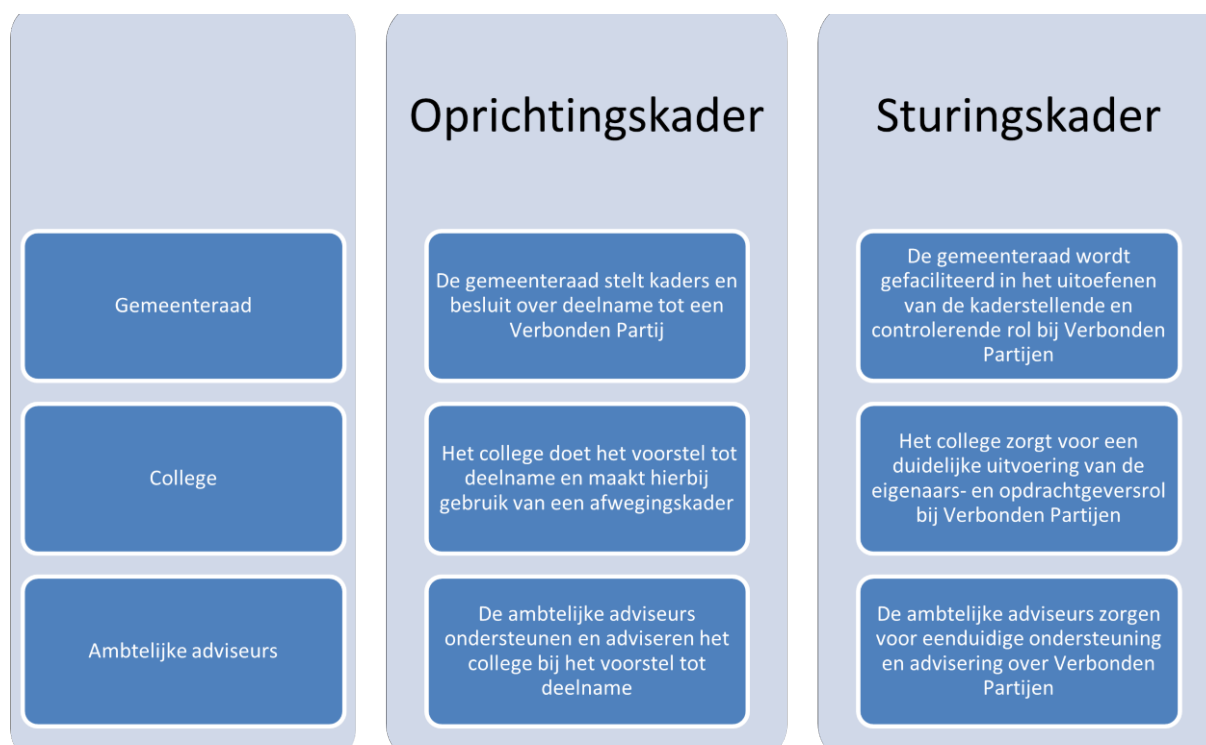 Oprichtingskader
Sturingskader
Gemeenteraad
De gemeenteraad stelt kaders en
besluit over deelname tot een
Verbonden Partij
De gemeenteraad wordt
gefaciliteerd in het uitoefenen
van de kaderstellende en
controlerende rol bij Verbonden
Partijen
College
Het college doet het voorstel tot
deelname en maakt hierbij
gebruik van een afwegingskader
Het college zorgt voor een
duidelijke uitvoering van de
eigenaars- en opdrachtgeversrol
bij Verbonden Partijen
Ambtelijke adviseurs
De ambtelijke adviseurs
ondersteunen en adviseren het
college bij het voorstel tot
deelname
De ambtelijke adviseurs zorgen
voor eenduidige ondersteuning
en advisering over Verbonden
Partijen